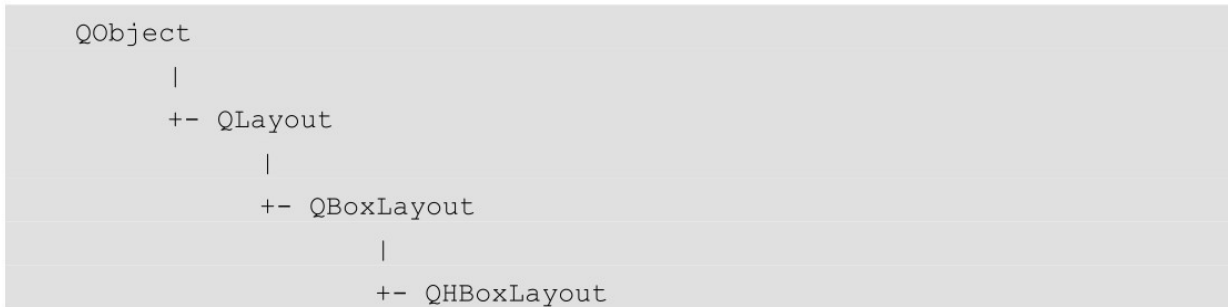 QObject
|
+- QLayout
|
+- QBoxLayout
|
+- QHBoxLayout